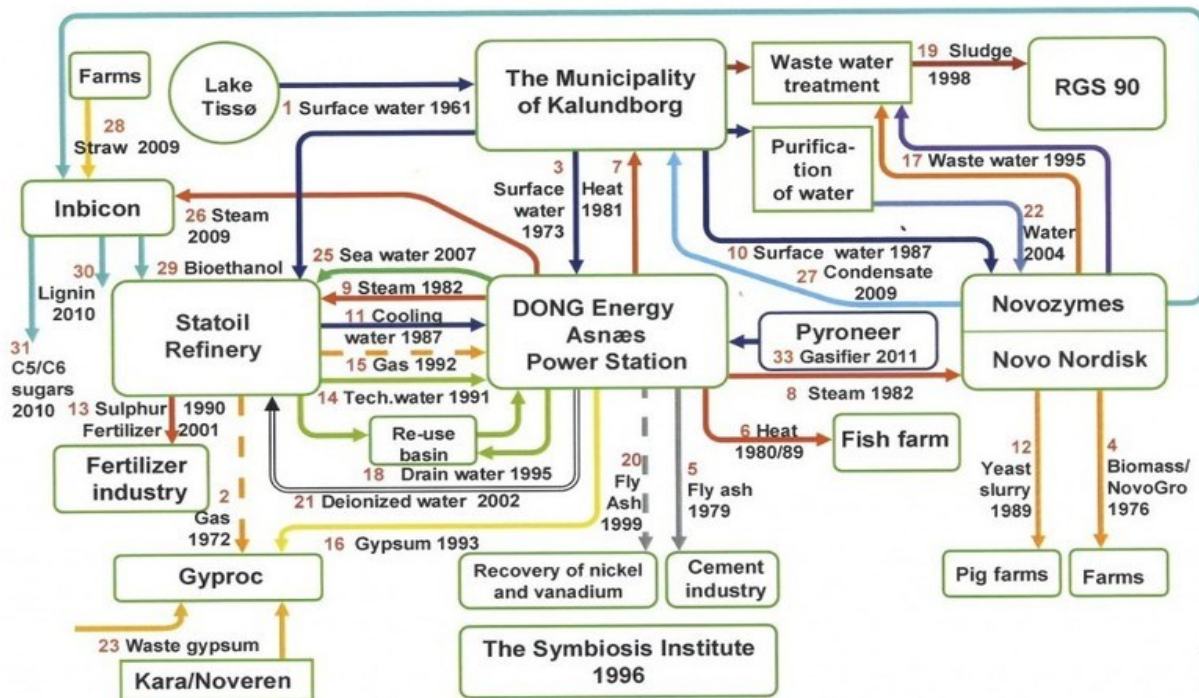 Farms
28
Straw 2009
Lake
Tissø
1 Surface water 1961
The Municipality
of Kalundborg
Waste water
treatment
19 Sludge
1998
RGS 90
Purifica-
tion
of water
17 Waste water 1995
Inbicon
26 Steam
2009
3
Surface
water
1973
7
Heat
1981
22
Water
2004
10 Surface water 1987
27 Condensate
2009
30
Lignin
2010
29 Bioethanol
31
C5/C6
sugars
2010
25 Sea water 2007
9 Steam 1982
11 Cooling
water 1987
15 Gas 1992
14 Tech.water 1991
Statoil
Refinery
DONG Energy
Asnæs
Power Station
Pyroneer
33 Gasifier 2011
Novozymes
Novo Nordisk
8 Steam 1982
13 Sulphur 1990
Fertilizer 2001
Fertilizer
industry
Re-use
basin
18 Drain water 1995
21 Deionized water 2002
6 Heat
1980/89
Fish farm
2
Gas
1972
16 Gypsum 1993
20
Fly
Ash
1999
5
Fly ash
1979
12
Yeast
slurry
1989
4
Biomass/
NovoGro
1976
Gyproc
Recovery of nickel
and vanadium
Cement
industry
Pig farms
Farms
23 Waste gypsum
Kara/Noveren
The Symbiosis Institute
1996